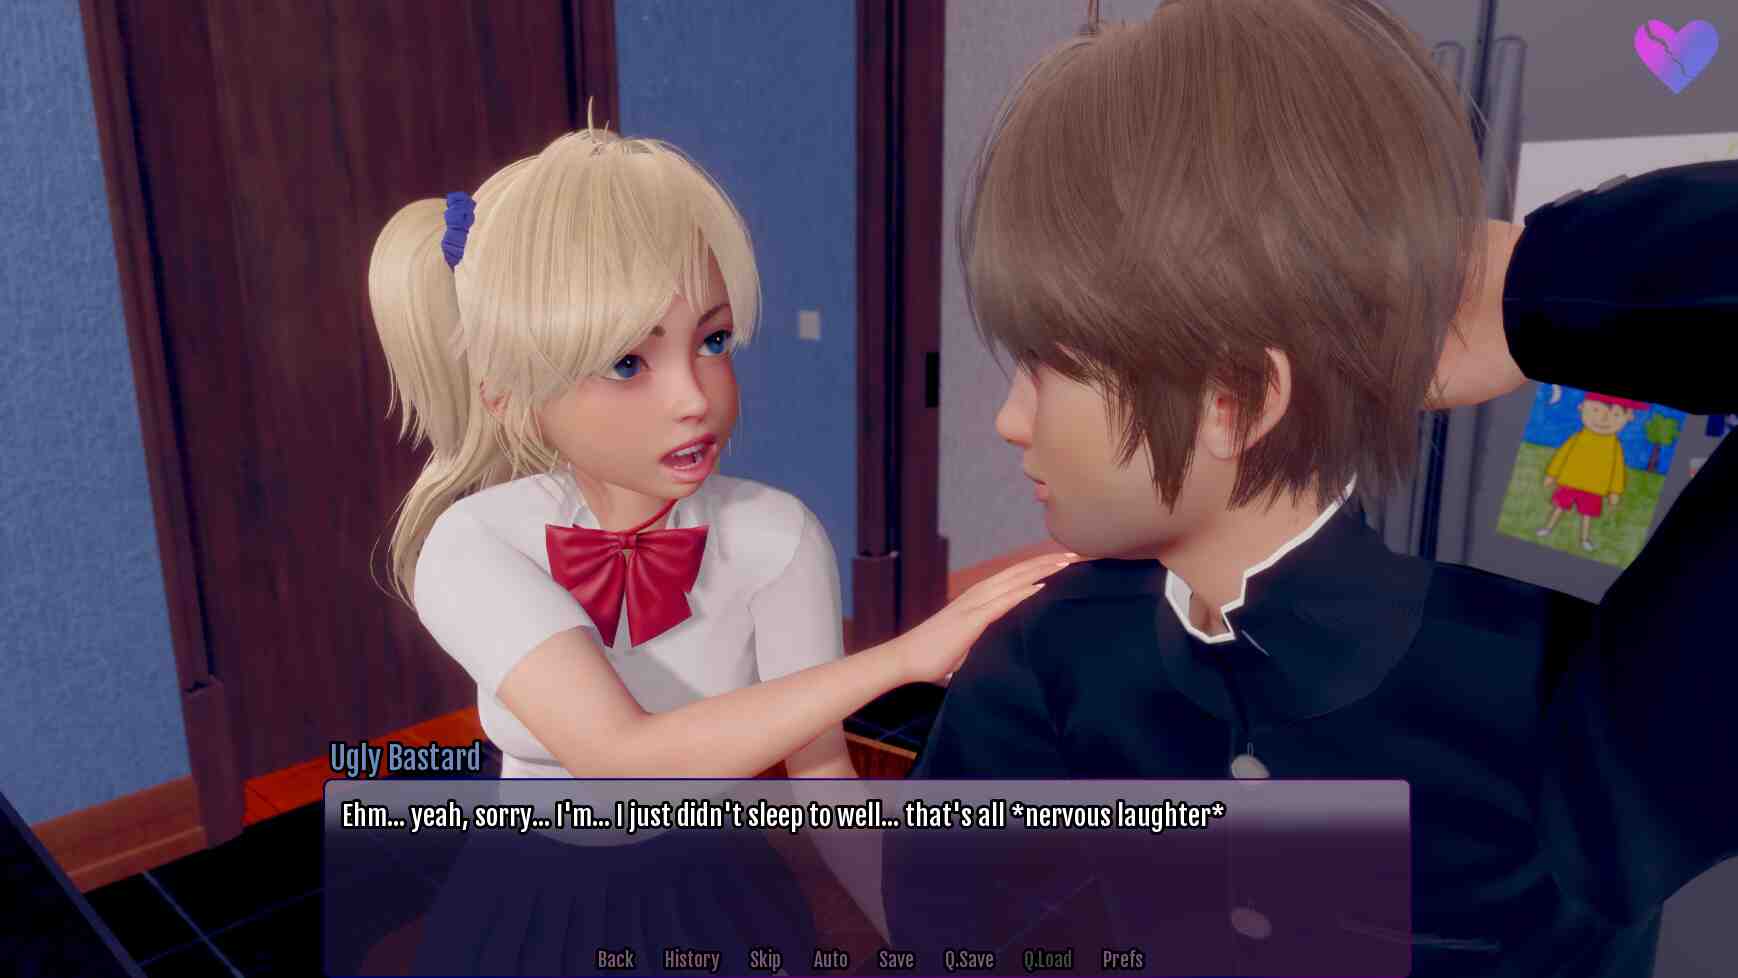 Ugly Bastard
Ehm... yeah, sorry... I'm... I just didn't sleep to well... that's all *nervous laughter*
Back History Skip Auto Save Q.Save Q.Load Prefs